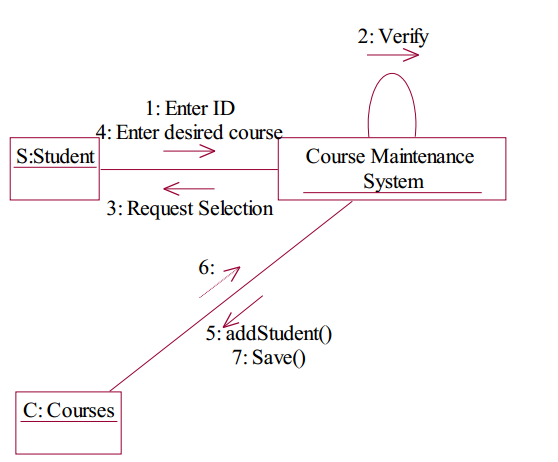 2: Verify
1: Enter ID
4: Enter desired course
S:Student
Course Maintenance
System
3: Request Selection
6:
5: addStudent()
7: Save()
C: Courses